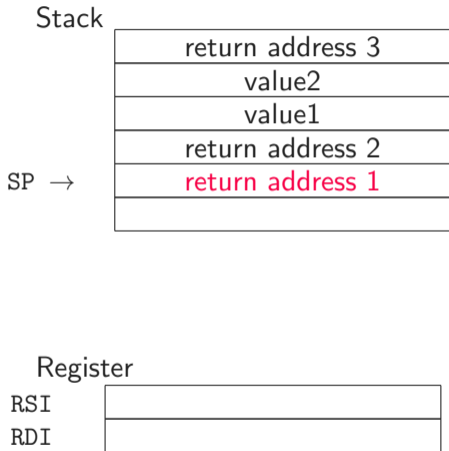 Stack
return address 3
value2
value1
return address 2
SP → return address 1
Register
RSI
RDI